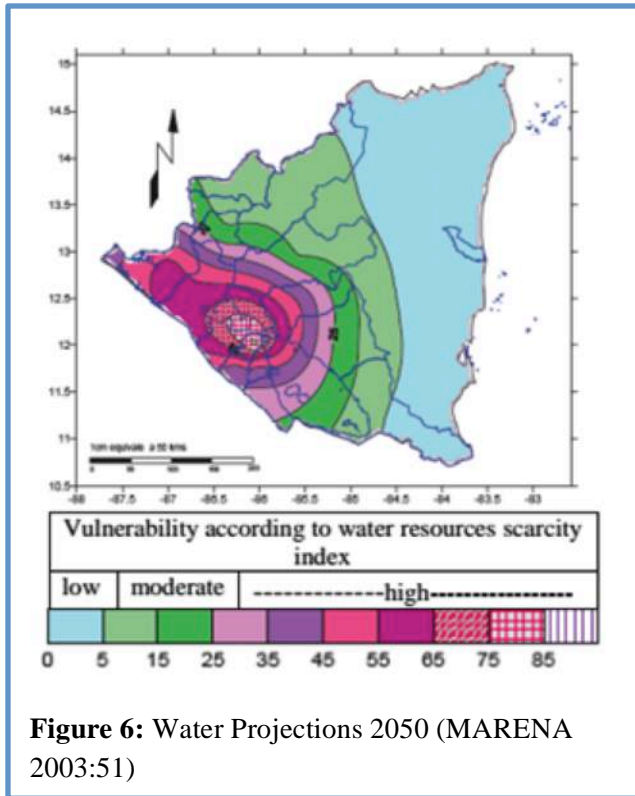 15
14.5
14
13.5
13
12.5
12
11.5
11
10.5
25
-88 -87.5 -87 -86.5 -86 -85.5 -85 -84.5 -84 -83.5 -83
Vulnerability according to water resources scarcity
index
low moderate -------------high----------------
0 5 15 25 35 45 55 65 75 85
Figure 6: Water Projections 2050 (MARENA
2003:51)